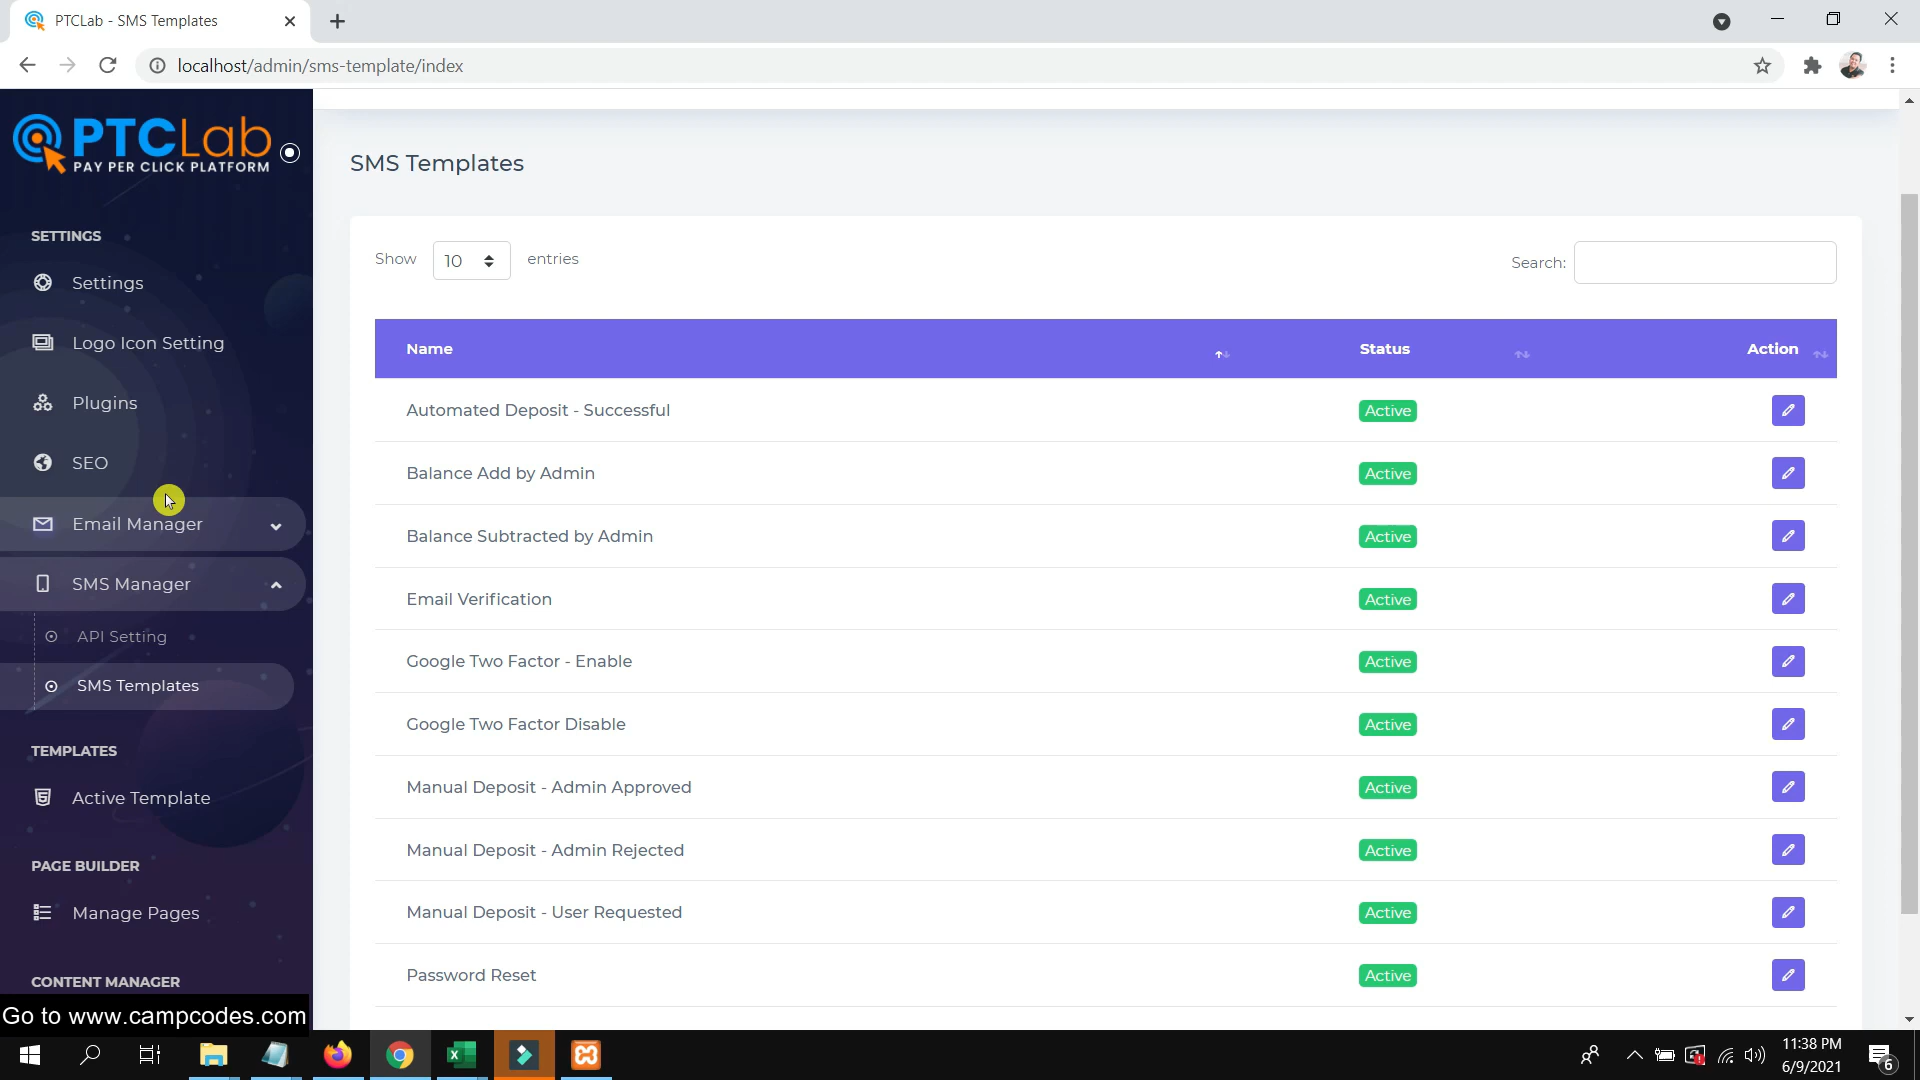 PTCLab - SMS Templates
localhost/admin/sms-template/index
PTCLab
PAY PER CLICK PLATFORM
SETTINGS
Settings
Logo Icon Setting
Plugins
SEO
Email Manager
SMS Manager
API Setting
SMS Templates
TEMPLATES
Active Template
PAGE BUILDER
Manage Pages
CONTENT MANAGER
Go to www.campcodes.com
SMS Templates
Show 10 entries
Search:
Name Status Action
Automated Deposit - Successful Active
Balance Add by Admin Active
Balance Subtracted by Admin Active
Email Verification Active
Google Two Factor - Enable Active
Google Two Factor Disable Active
Manual Deposit - Admin Approved Active
Manual Deposit - Admin Rejected Active
Manual Deposit - User Requested Active
Password Reset Active
11:38 PM
6/9/2021
6